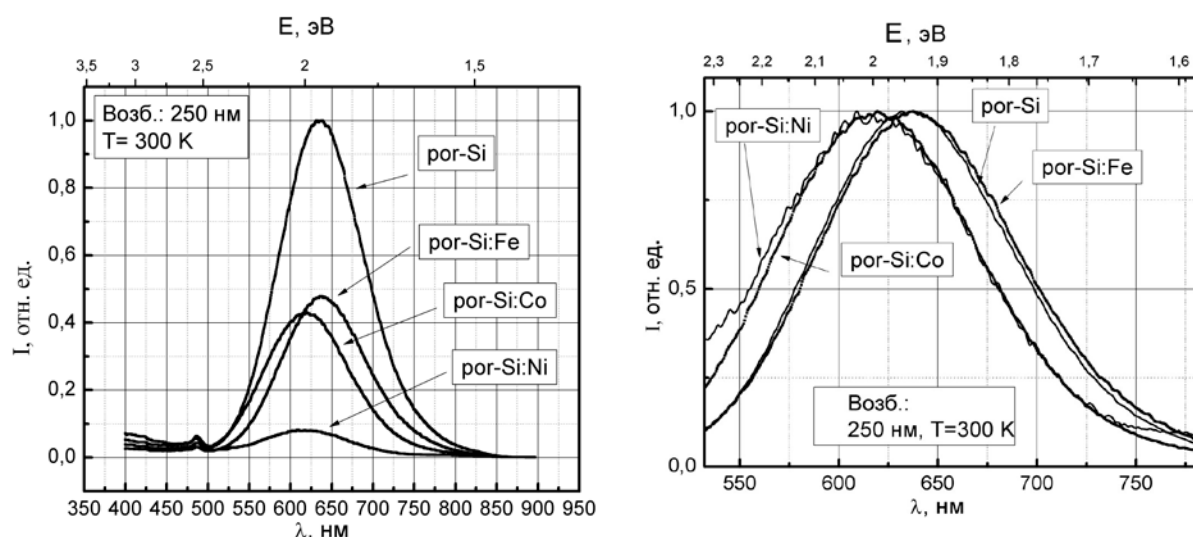 E, эВ
3,5 3 2,5 2 1,5
Возб.: 250 нм
T= 300 K
por-Si
por-Si:Fe
por-Si:Co
por-Si:Ni
1,0
0,8
0,6
0,4
0,2
0,0
I, отн. ед.
350 400 450 500 550 600 650 700 750 800 850 900 950
λ, нм
E, эВ
2,3 2,2 2,1 2 1,9 1,8 1,7 1,6
por-Si:Ni
por-Si
por-Si:Fe
por-Si:Co
Возб.:
250 нм, T=300 K
1,0
0,5
0,0
I, отн. ед.
550 600 650 700 750
λ, нм